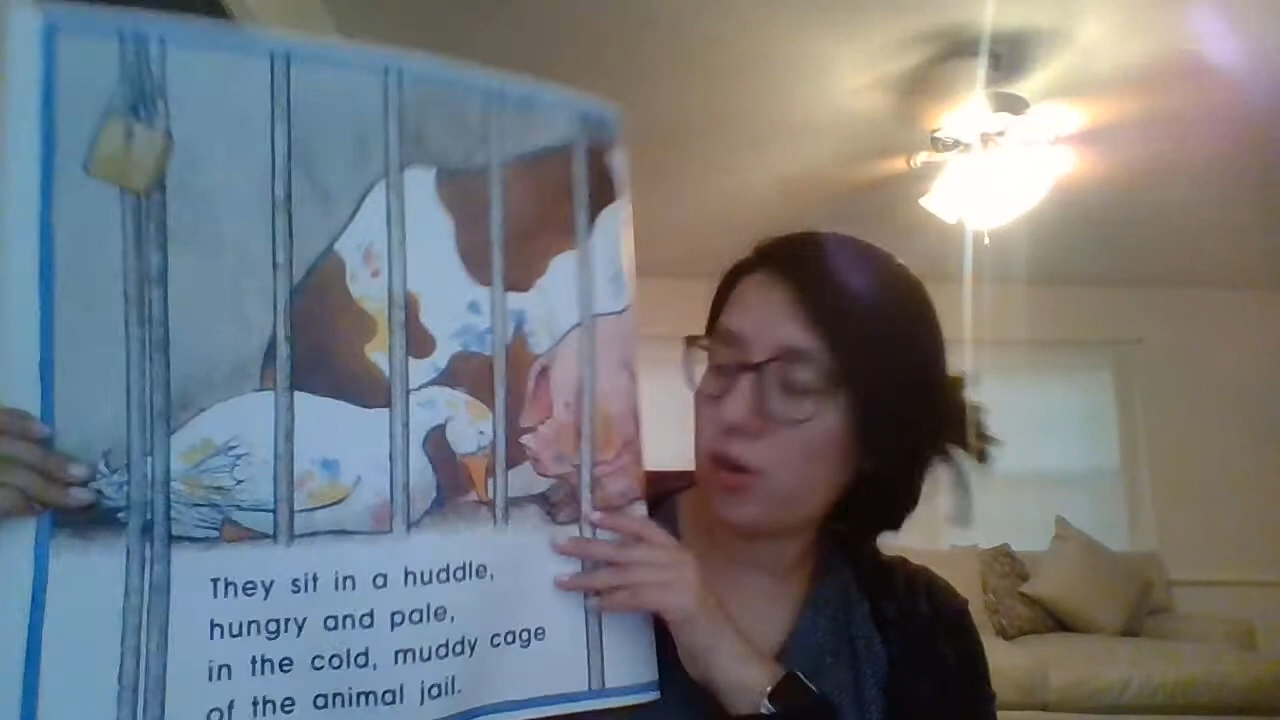 They sit in a huddle,
hungry and pale,
in the cold, muddy cage
of the animal jail.